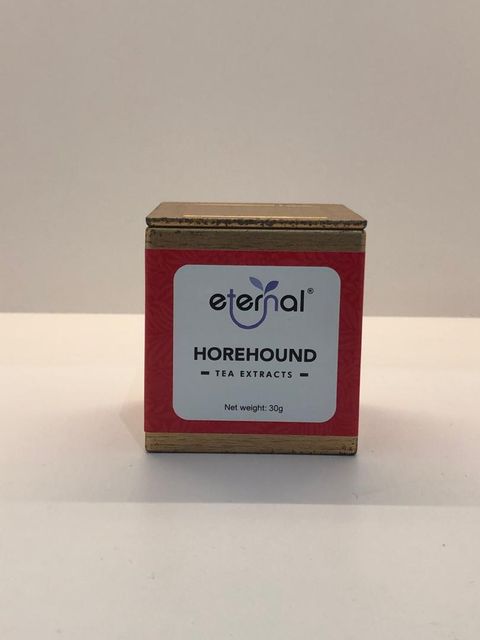 eternal®
HOREHOUND
- TEA EXTRACTS -
Net weight: 30g